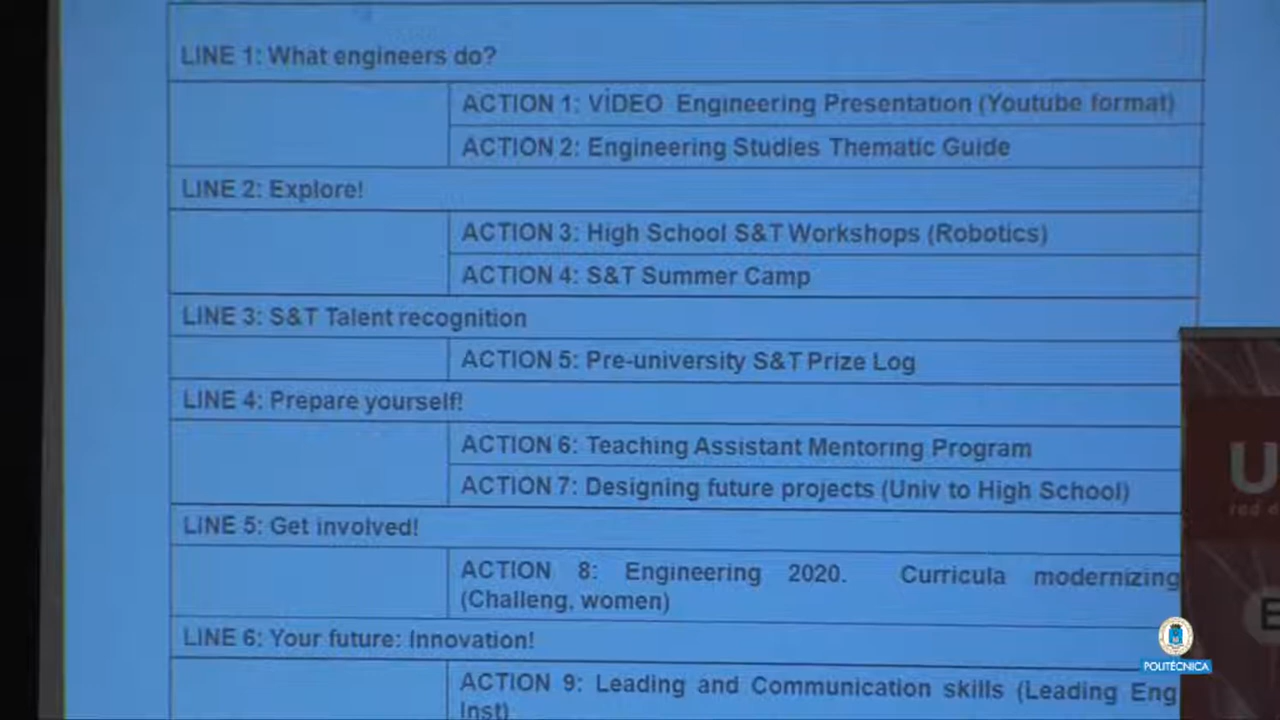 LINE 1: What engineers do?
ACTION 1: VÍDEO Engineering Presentation (Youtube format)
ACTION 2: Engineering Studies Thematic Guide
LINE 2: Explore!
ACTION 3: High School S&T Workshops (Robotics)
ACTION 4: S&T Summer Camp
LINE 3: S&T Talent recognition
ACTION 5: Pre-university S&T Prize Log
LINE 4: Prepare yourself!
ACTION 6: Teaching Assistant Mentoring Program
ACTION 7: Designing future projects (Univ to High School)
LINE 5: Get involved!
ACTION 8: Engineering 2020. Curricula modernizing
(Challeng, women)
LINE 6: Your future: Innovation!
ACTION 9: Leading and Communication skills (Leading Eng
Inst)
U
red
E
POLITÉCNICA